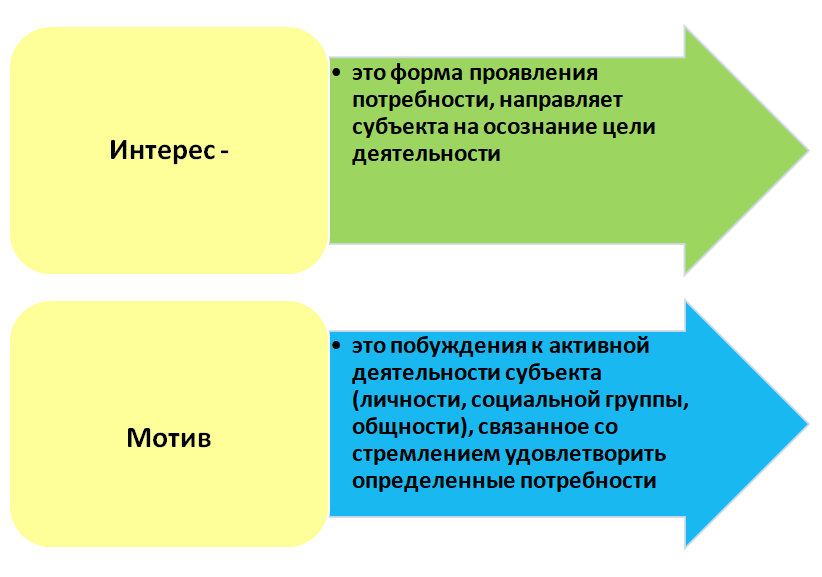 Интерес -
• это форма проявления
потребности, направляет
субъекта на осознание цели
деятельности
Мотив
• это побуждения к активной
деятельности субъекта
(личности, социальной группы,
общности), связанное со
стремлением удовлетворить
определенные потребности